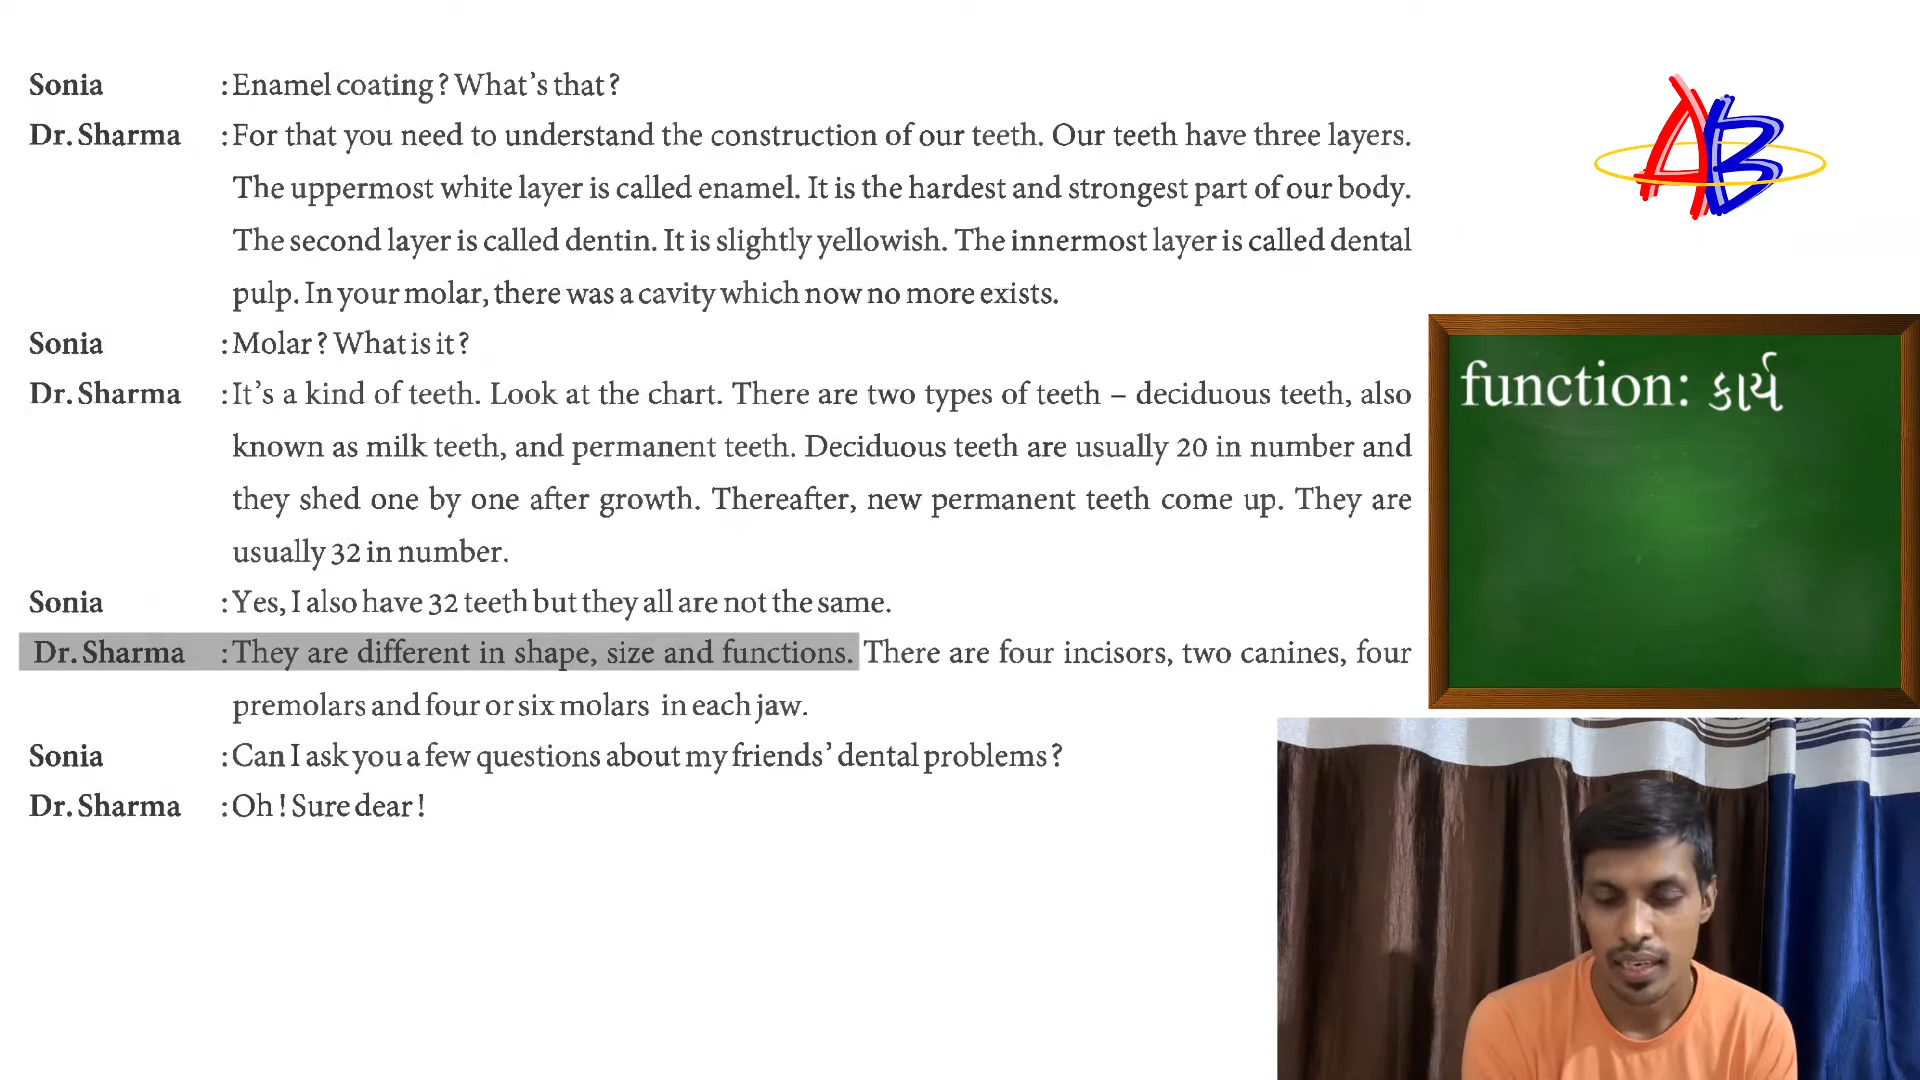 Sonia : Enamel coating? What's that?
Dr. Sharma : For that you need to understand the construction of our teeth. Our teeth have three layers.
The uppermost white layer is called enamel. It is the hardest and strongest part of our body.
The second layer is called dentin. It is slightly yellowish. The innermost layer is called dental
pulp. In your molar, there was a cavity which now no more exists.
Sonia : Molar? What is it?
Dr. Sharma : It's a kind of teeth. Look at the chart. There are two types of teeth – deciduous teeth, also
known as milk teeth, and permanent teeth. Deciduous teeth are usually 20 in number and
they shed one by one after growth. Thereafter, new permanent teeth come up. They are
usually 32 in number.
Sonia : Yes, I also have 32 teeth but they all are not the same.
Dr. Sharma : They are different in shape, size and functions. There are four incisors, two canines, four
premolars and four or six molars in each jaw.
Sonia : Can I ask you a few questions about my friends' dental problems?
Dr. Sharma : Oh! Sure dear!
AB
function: કાર્ય